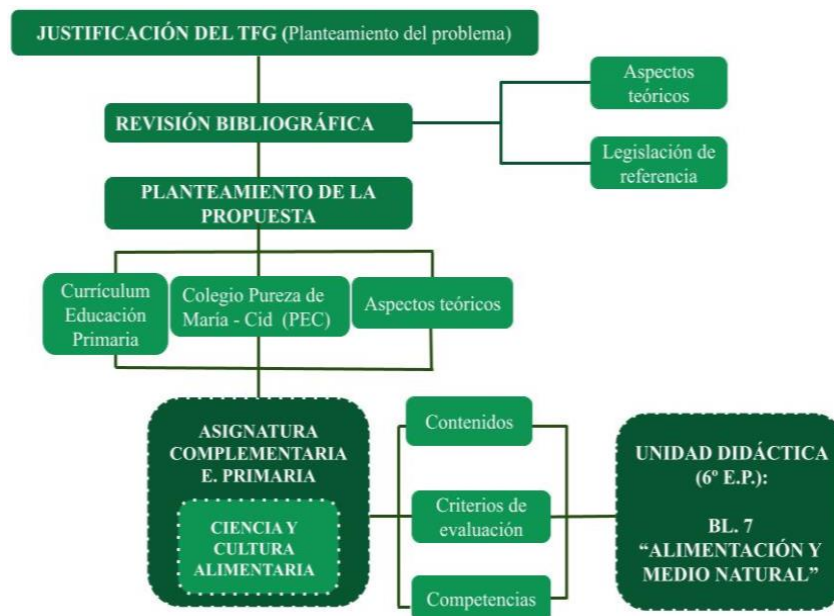 JUSTIFICACIÓN DEL TFG (Planteamiento del problema)
Aspectos
teóricos
REVISIÓN BIBLIOGRÁFICA
Legislación de
referencia
PLANTEAMIENTO DE LA
PROPUESTA
Currículum
Educación
Primaria
Colegio Pureza de
María - Cid (PEC)
Aspectos teóricos
ASIGNATURA
COMPLEMENTARIA
E. PRIMARIA
CIENCIA Y
CULTURA
ALIMENTARIA
Contenidos
Criterios de
evaluación
Competencias
UNIDAD DIDÁCTICA
(6º E.P.):
BL. 7
“ALIMENTACIÓN Y
MEDIO NATURAL”